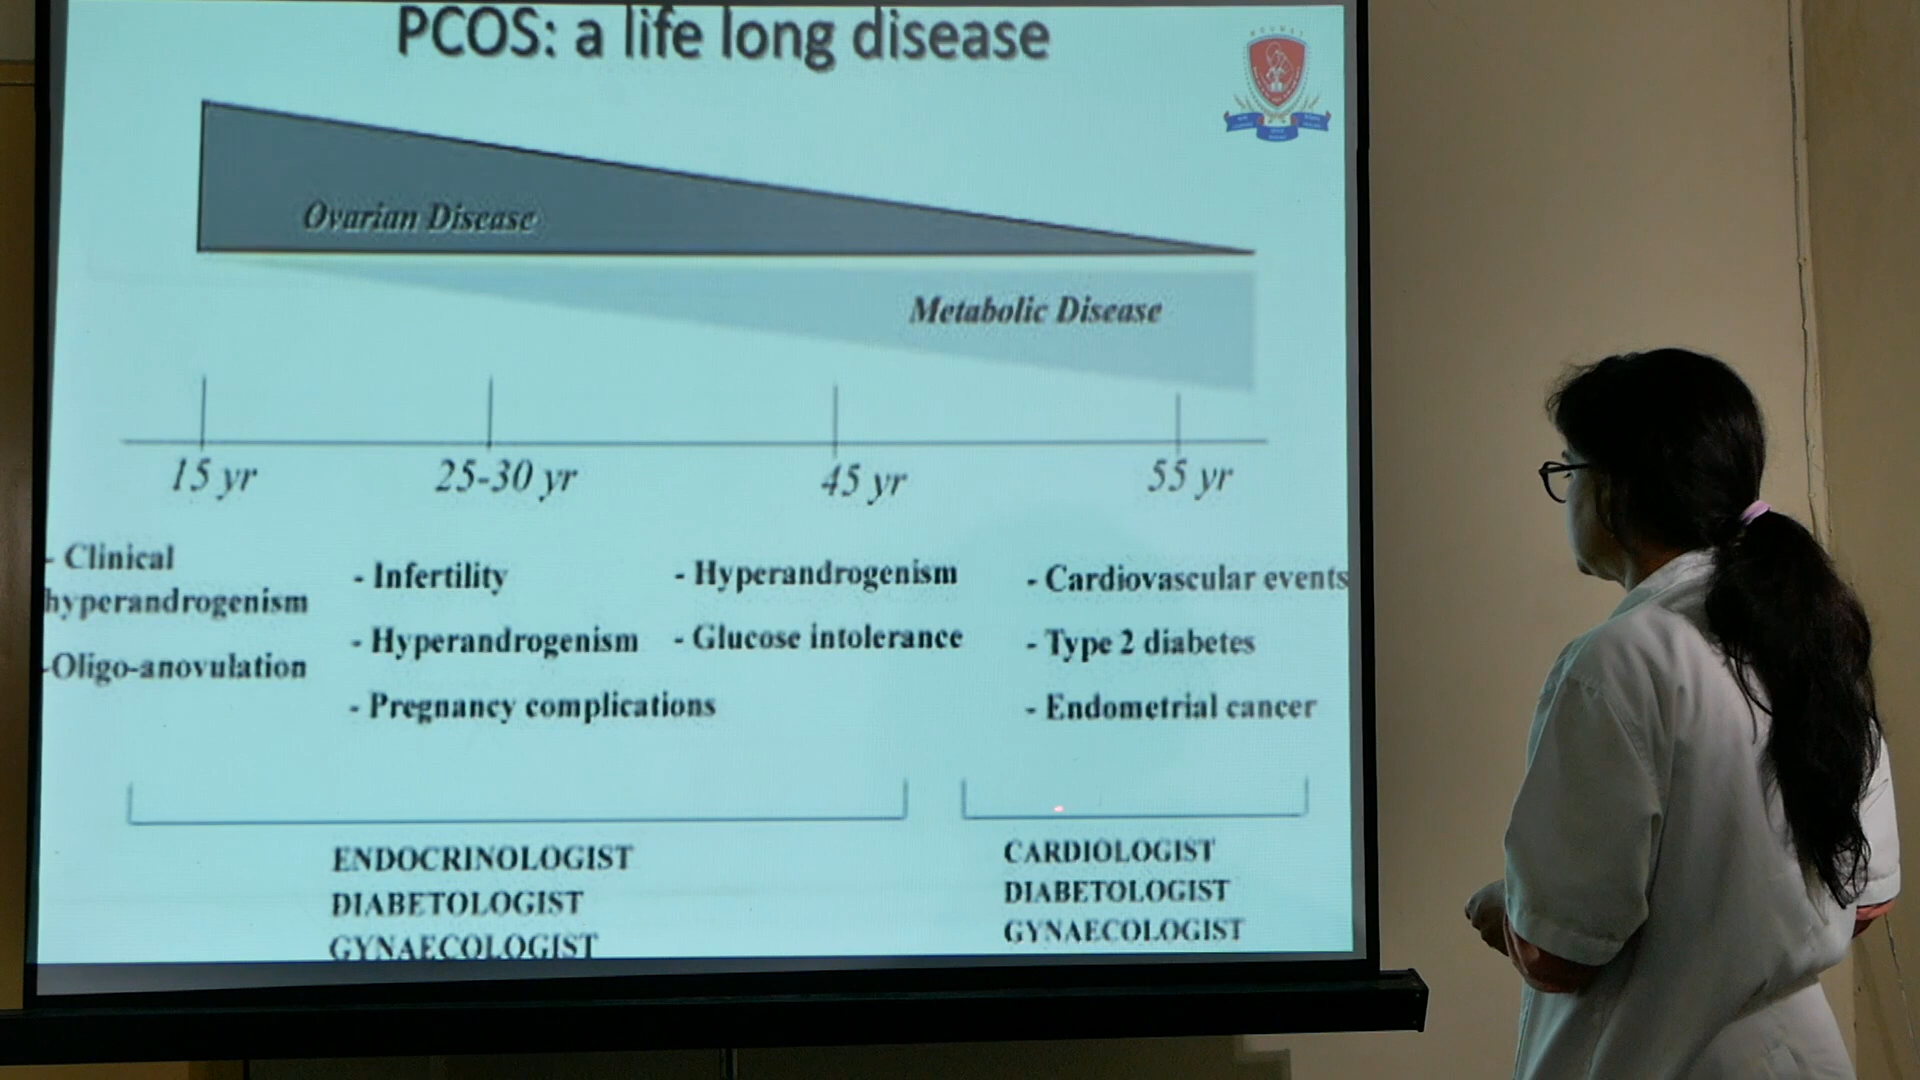 PCOS: a life long disease
Ovarian Disease
Metabolic Disease
15 yr
25-30 yr
45 yr
55 yr
- Clinical
hyperandrogenism
-Oligo-anovulation
- Infertility
- Hyperandrogenism
- Pregnancy complications
- Hyperandrogenism
- Glucose intolerance
- Cardiovascular events
- Type 2 diabetes
- Endometrial cancer
ENDOCRINOLOGIST
DIABETOLOGIST
GYNAECOLOGIST
CARDIOLOGIST
DIABETOLOGIST
GYNAECOLOGIST